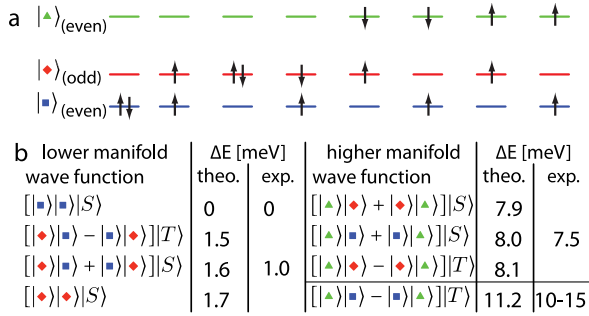 a
|▲⟩(even)
|◆⟩(odd)
|■⟩(even)
b lower manifold ΔE [meV] higher manifold ΔE [meV]
wave function theo. exp. wave function theo. exp.
[|■⟩|■⟩|S⟩ 0 0 [|▲⟩|◆⟩ + |◆⟩|▲⟩]|S⟩ 7.9
[|◆⟩|■⟩ − |■⟩|◆⟩]|T⟩ 1.5 [|▲⟩|■⟩ + |■⟩|▲⟩]|S⟩ 8.0 7.5
[|◆⟩|■⟩ + |■⟩|◆⟩]|S⟩ 1.6 1.0 [|▲⟩|◆⟩ − |◆⟩|▲⟩]|T⟩ 8.1
[|◆⟩|◆⟩|S⟩ 1.7 [|▲⟩|■⟩ − |■⟩|▲⟩]|T⟩ 11.2 10-15